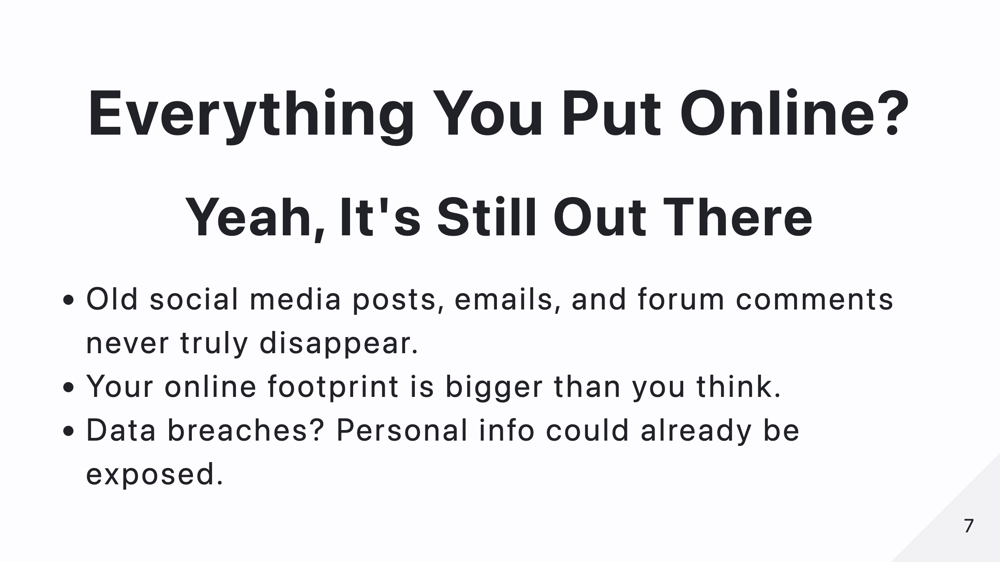 Everything You Put Online?
Yeah, It's Still Out There
• Old social media posts, emails, and forum comments
never truly disappear.
• Your online footprint is bigger than you think.
• Data breaches? Personal info could already be
exposed.
7